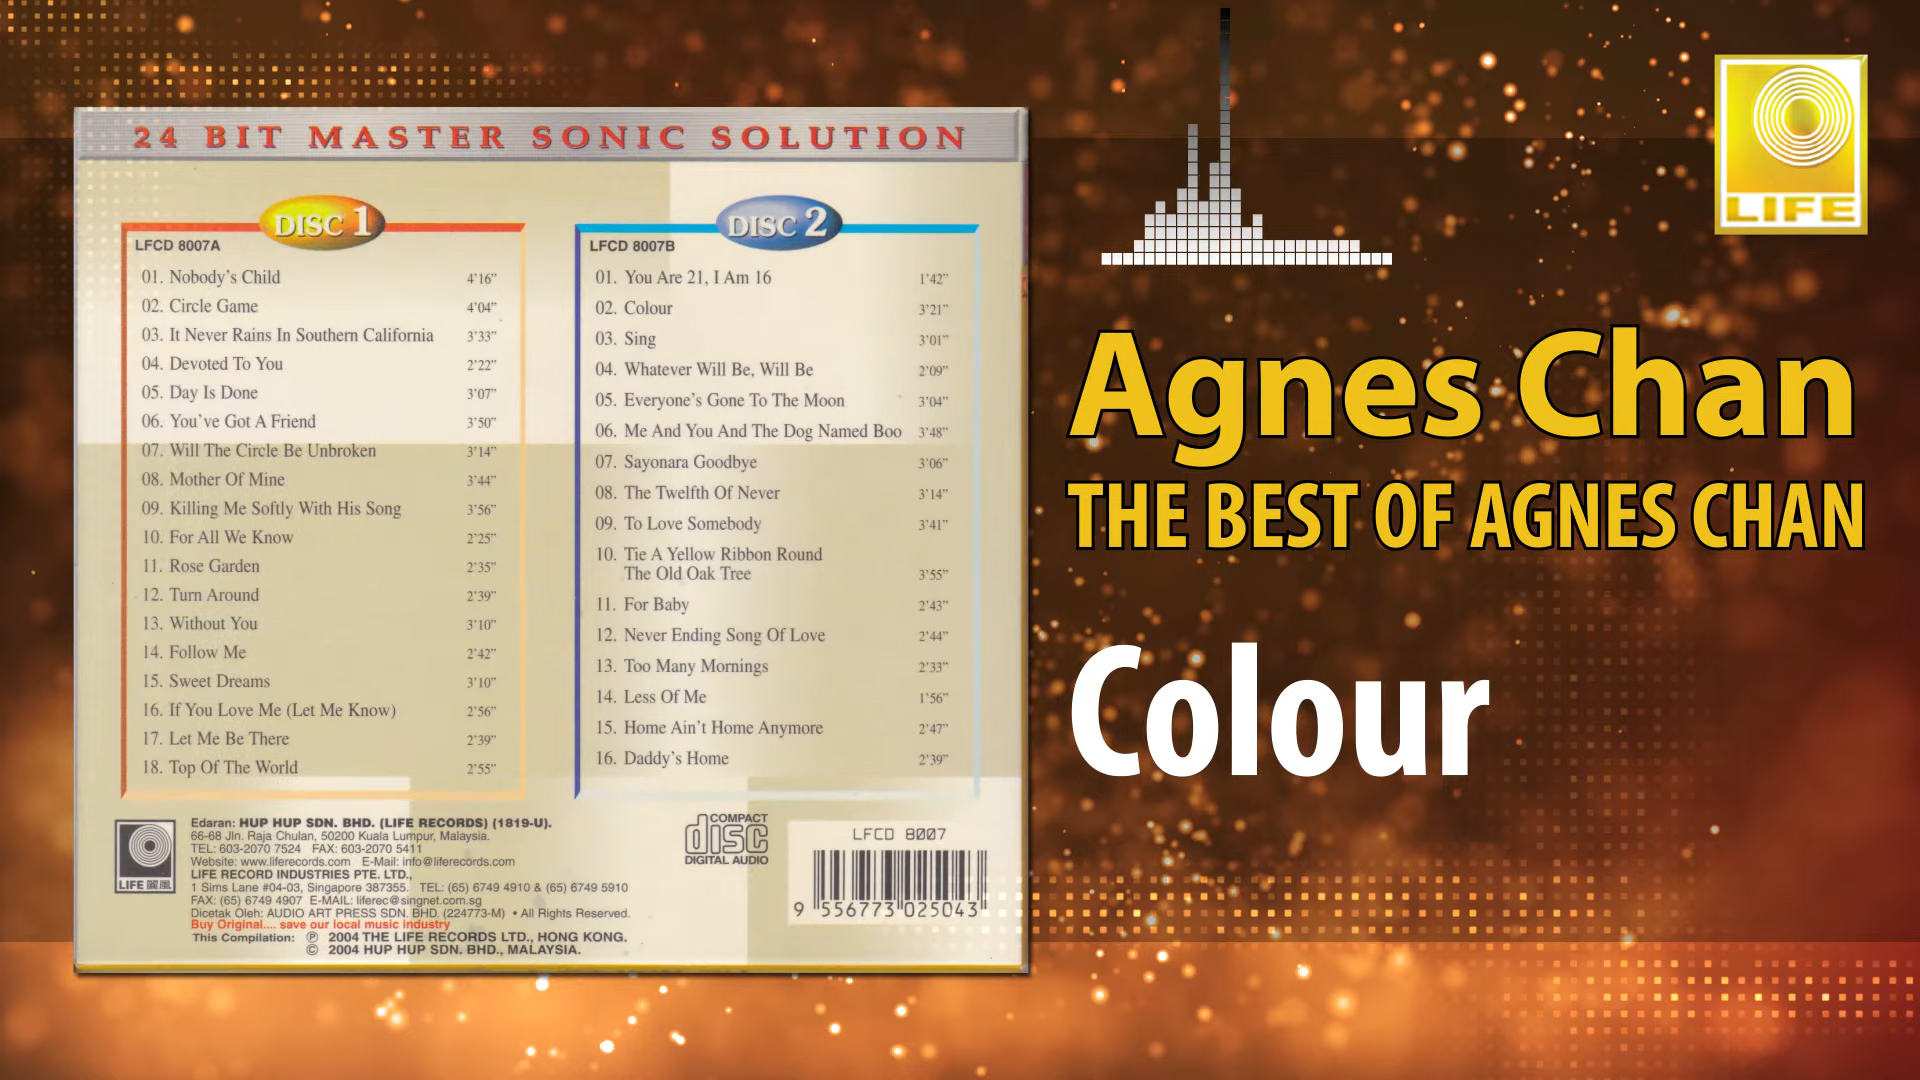 24 BIT MASTER SONIC SOLUTION
DISC 1
LFCD 8007A
01. Nobody's Child 4'16"
02. Circle Game 4'04"
03. It Never Rains In Southern California 3'33"
04. Devoted To You 2'22"
05. Day Is Done 3'07"
06. You've Got A Friend 3'50"
07. Will The Circle Be Unbroken 3'14"
08. Mother Of Mine 3'44"
09. Killing Me Softly With His Song 3'56"
10. For All We Know 2'25"
11. Rose Garden 2'35"
12. Turn Around 2'39"
13. Without You 3'10"
14. Follow Me 2'42"
15. Sweet Dreams 3'10"
16. If You Love Me (Let Me Know) 2'56"
17. Let Me Be There 2'39"
18. Top Of The World 2'55"
DISC 2
LFCD 8007B
01. You Are 21, I Am 16 1'42"
02. Colour 3'21"
03. Sing 3'01"
04. Whatever Will Be, Will Be 2'09"
05. Everyone's Gone To The Moon 3'04"
06. Me And You And The Dog Named Boo 3'48"
07. Sayonara Goodbye 3'06"
08. The Twelfth Of Never 3'14"
09. To Love Somebody 3'41"
10. Tie A Yellow Ribbon Round
The Old Oak Tree 3'55"
11. For Baby 2'43"
12. Never Ending Song Of Love 2'44"
13. Too Many Mornings 2'33"
14. Less Of Me 1'56"
15. Home Ain't Home Anymore 2'47"
16. Daddy's Home 2'39"
LIFE
Edaran: HUP HUP SDN. BHD. (LIFE RECORDS) (1819-U).
66-68 Jln. Raja Chulan, 50200 Kuala Lumpur, Malaysia.
TEL: 603-2070 7524 FAX: 603-2070 5411
Website: www.liferecords.com E-Mail: info@liferecords.com
LIFE RECORD INDUSTRIES PTE. LTD.,
1 Sims Lane #04-03, Singapore 387355. TEL: (65) 6749 4910 & (65) 6749 5910
FAX: (65) 6749 4907 E-MAIL: liferec@singnet.com.sg
Dicetak Oleh: AUDIO ART PRESS SDN. BHD. (224773-M) • All Rights Reserved.
Buy Original.... save our local music industry
This Compilation: ℗ 2004 THE LIFE RECORDS LTD., HONG KONG.
© 2004 HUP HUP SDN. BHD., MALAYSIA.
COMPACT
disc
DIGITAL AUDIO
LFCD 8007
9 556773 025043
LIFE
Agnes Chan
THE BEST OF AGNES CHAN
Colour